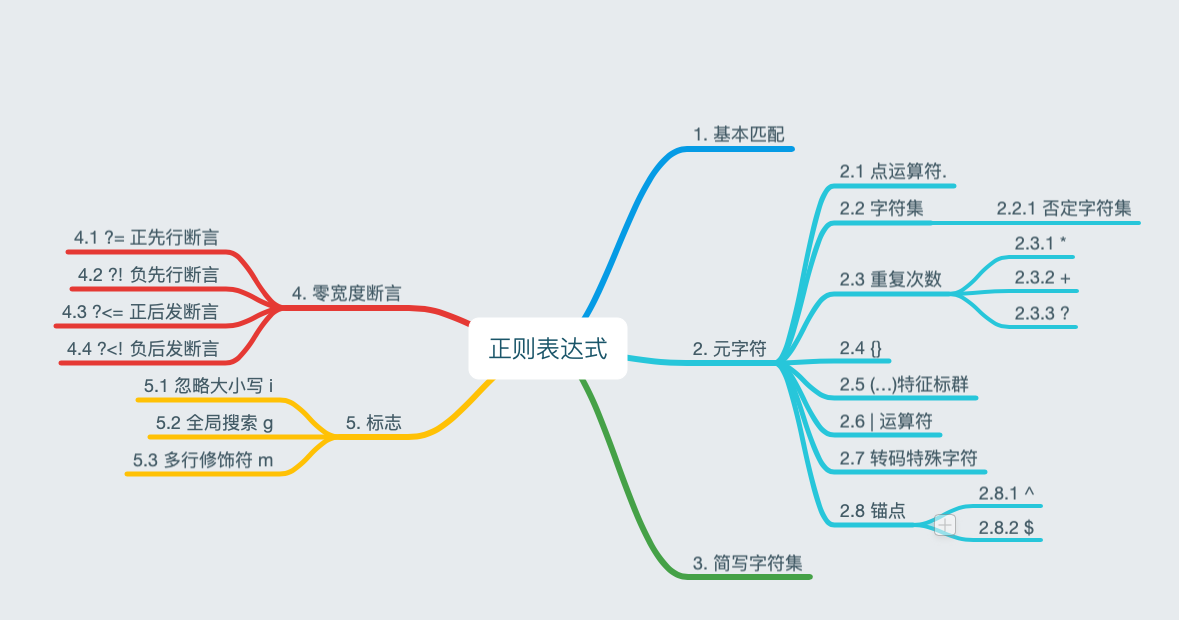 正则表达式
1. 基本匹配
2. 元字符
2.1 点运算符.
2.2 字符集
2.2.1 否定字符集
2.3 重复次数
2.3.1 *
2.3.2 +
2.3.3 ?
2.4 {}
2.5 (...)特征标群
2.6 | 运算符
2.7 转码特殊字符
2.8 锚点
2.8.1 ^
2.8.2 $
3. 简写字符集
4. 零宽度断言
4.1 ?= 正先行断言
4.2 ?! 负先行断言
4.3 ?<= 正后发断言
4.4 ?<! 负后发断言
5. 标志
5.1 忽略大小写 i
5.2 全局搜索 g
5.3 多行修饰符 m